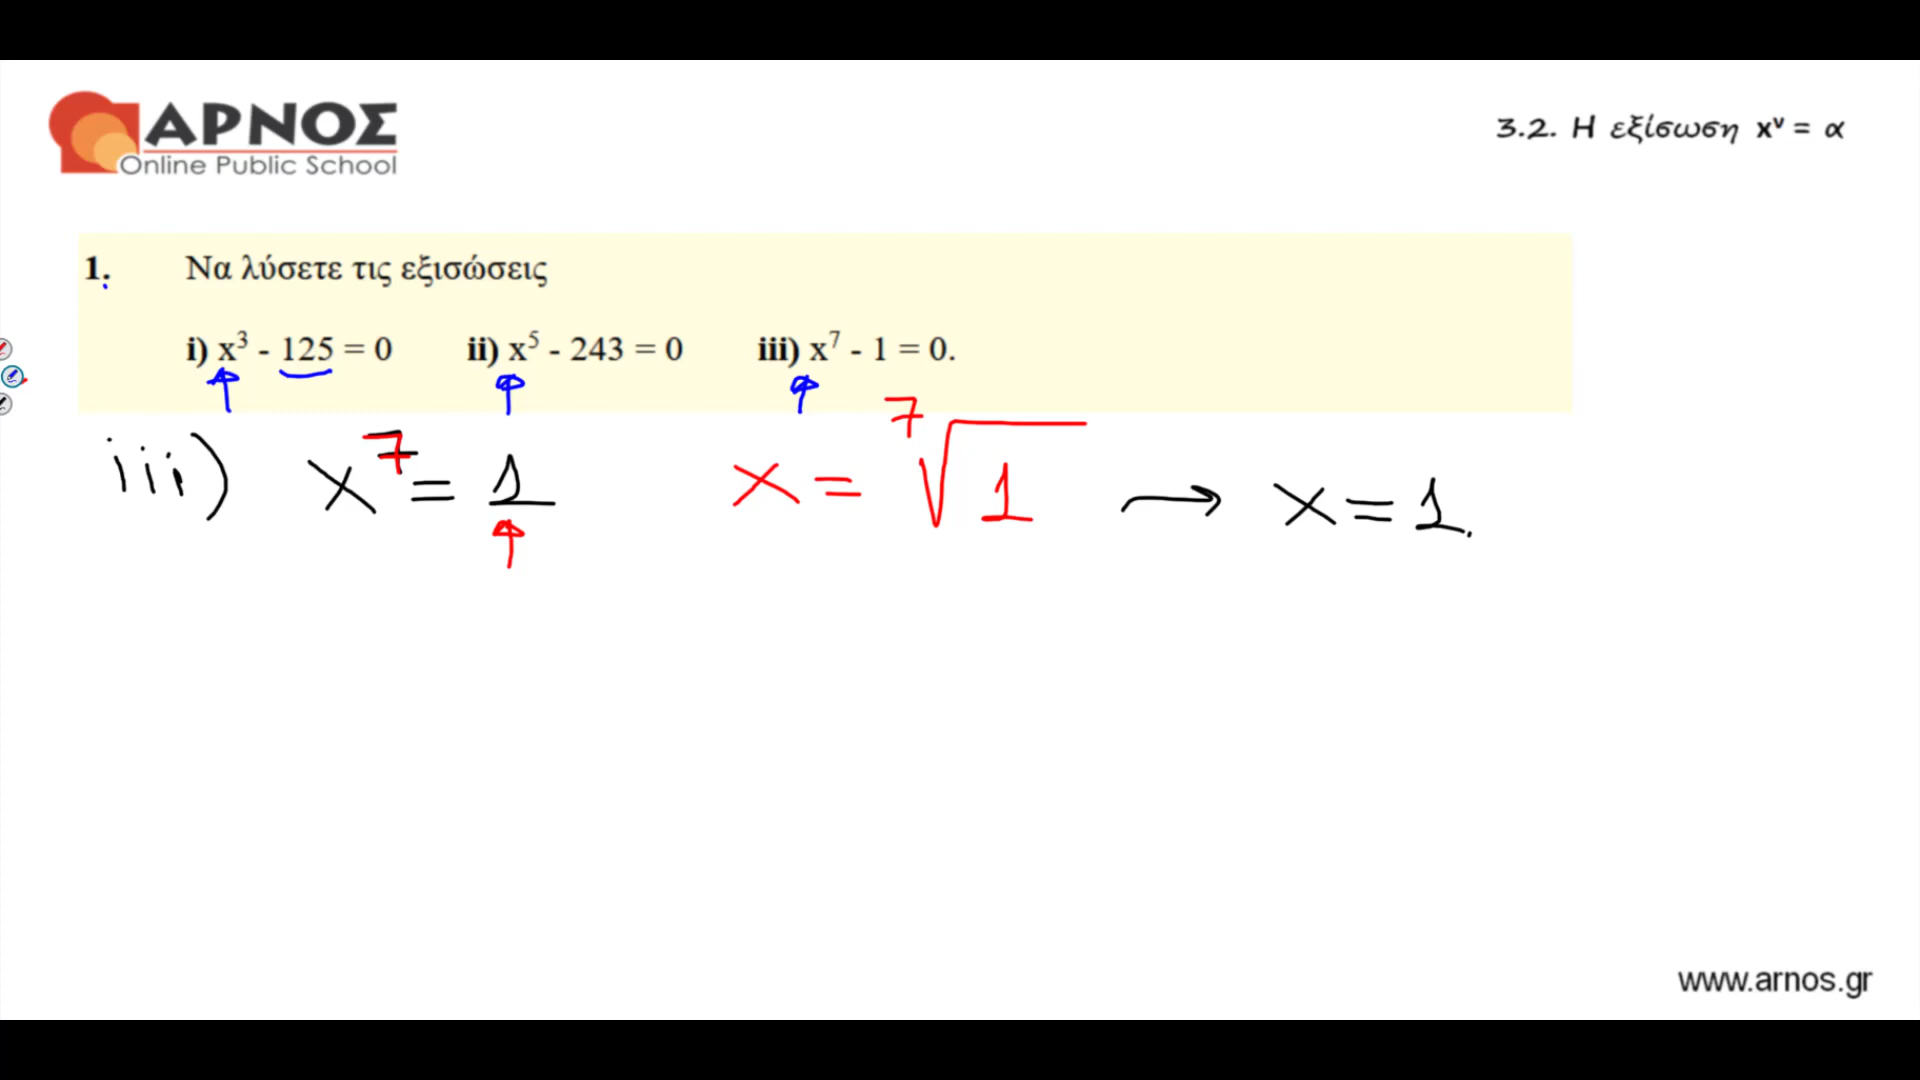 ΑΡΝΟΣ
Online Public School
3.2. Η εξίσωση xᵛ = α
1. Να λύσετε τις εξισώσεις
i) x³ - 125 = 0 ii) x⁵ - 243 = 0 iii) x⁷ - 1 = 0.
iii) x⁷ = 1 x = ⁷√1 → x = 1.
www.arnos.gr